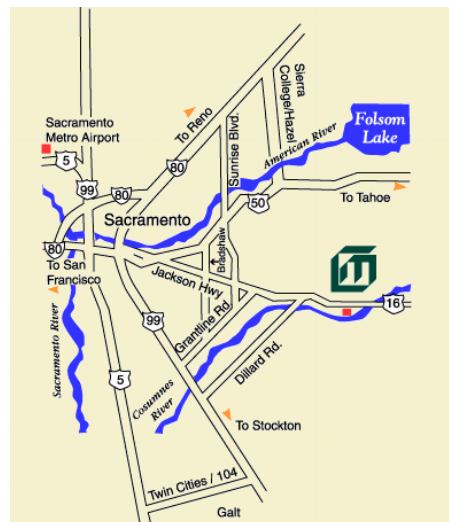 Sierra
College/Hazel
To Reno
Sacramento
Metro Airport
Folsom
Lake
American River
Sunrise Blvd.
5
80
99
80
50
To Tahoe
Sacramento
80
Bradshaw
To San
Francisco
Jackson Hwy
16
99
Grantline Rd.
Sacramento River
Dillard Rd.
5
Cosumnes
River
To Stockton
Twin Cities / 104
Galt